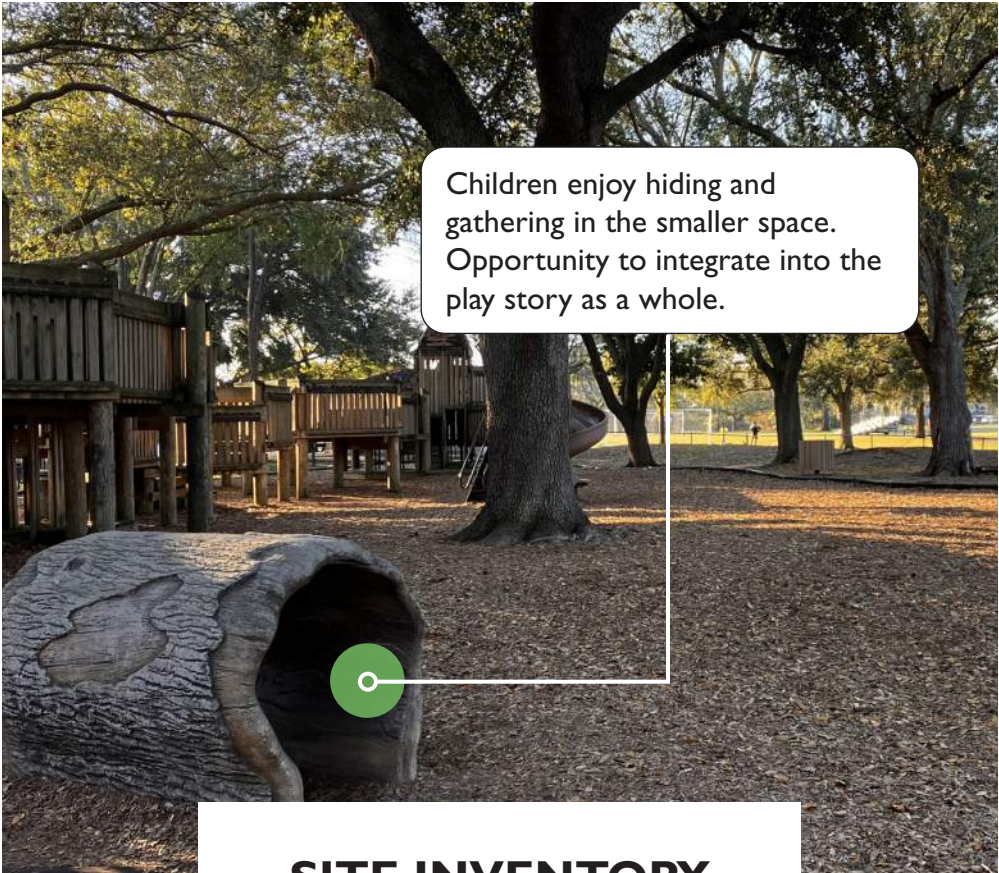 Children enjoy hiding and
gathering in the smaller space.
Opportunity to integrate into the
play story as a whole.
SITE INVENTORY